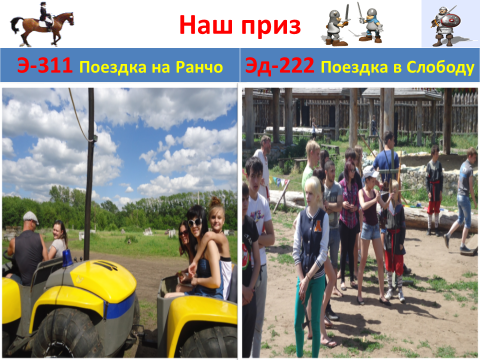 Наш приз
Э-311 Поездка на Ранчо
Эд-222 Поездка в Слободу